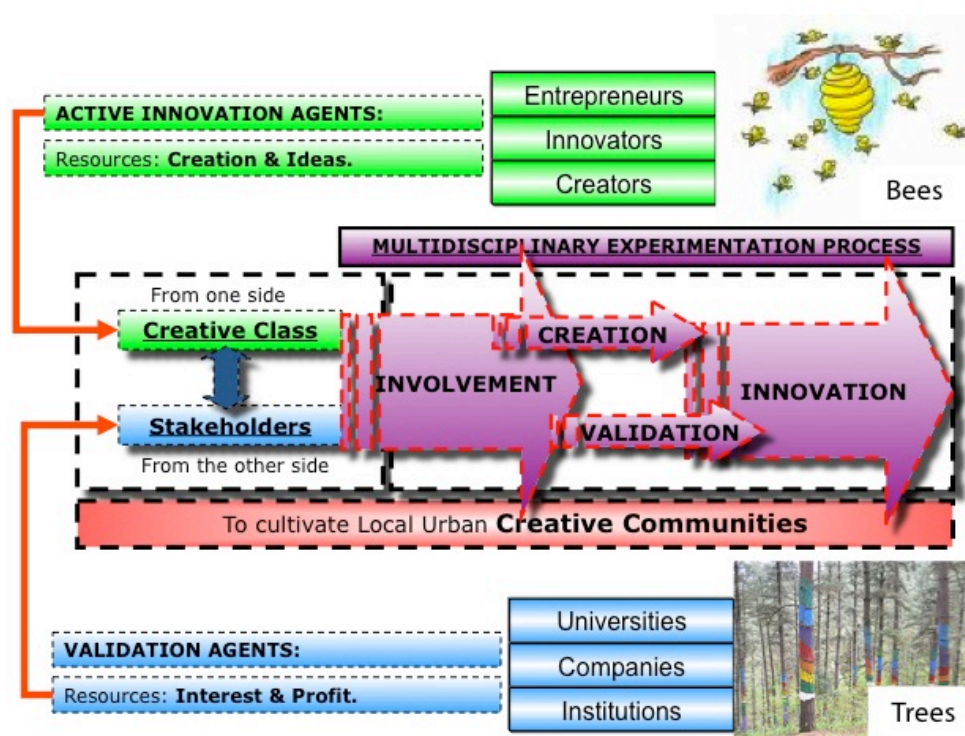 Entrepreneurs
ACTIVE INNOVATION AGENTS:
Innovators
Resources: Creation & Ideas.
Creators
Bees
MULTIDISCIPLINARY EXPERIMENTATION PROCESS
From one side
Creative Class
CREATION
INVOLVEMENT
INNOVATION
Stakeholders
VALIDATION
From the other side
To cultivate Local Urban Creative Communities
Universities
VALIDATION AGENTS:
Companies
Resources: Interest & Profit.
Institutions
Trees